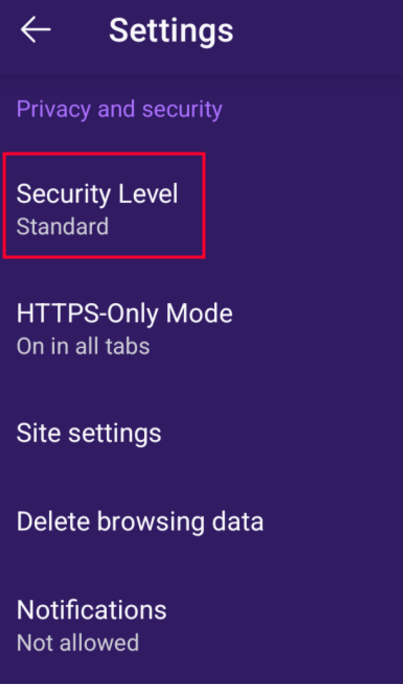 Settings
Privacy and security
Security Level
Standard
HTTPS-Only Mode
On in all tabs
Site settings
Delete browsing data
Notifications
Not allowed